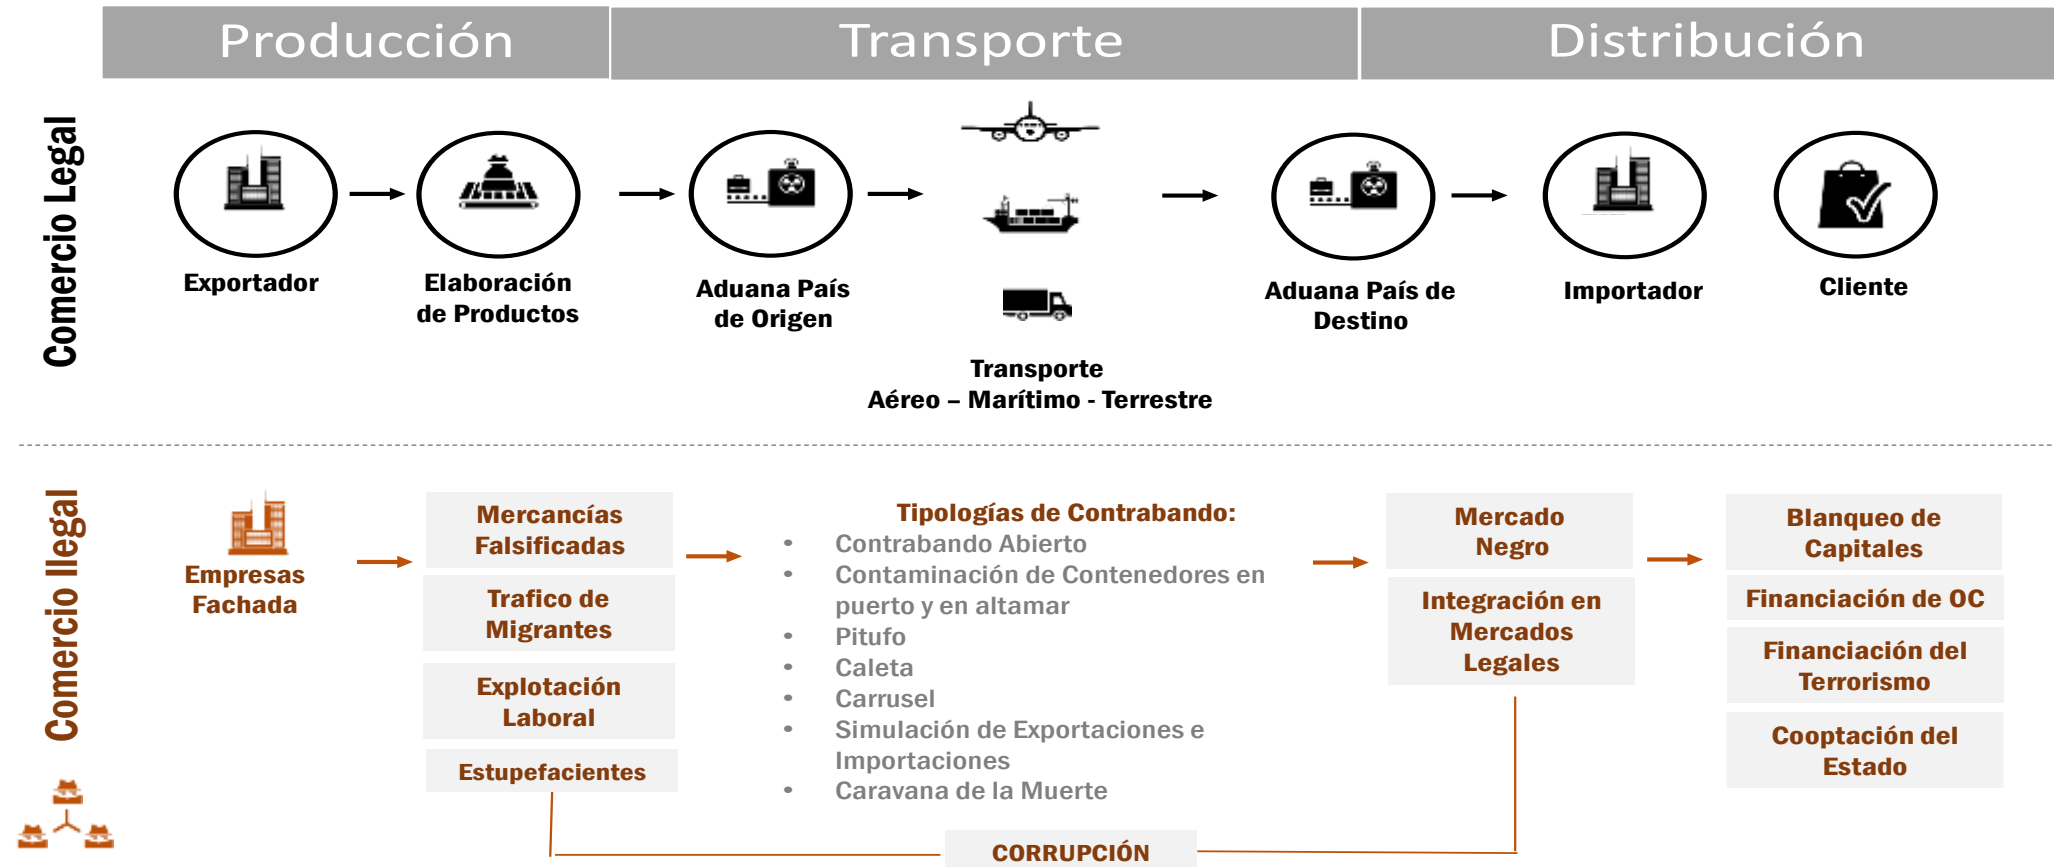 Producción
Transporte
Distribución
Comercio Legal
Exportador
Elaboración
de Productos
Aduana País
de Origen
Transporte
Aéreo – Marítimo - Terrestre
Aduana País de
Destino
Importador
Cliente
Comercio Ilegal
Empresas
Fachada
Mercancías
Falsificadas
Trafico de
Migrantes
Explotación
Laboral
Estupefacientes
Tipologías de Contrabando:
• Contrabando Abierto
• Contaminación de Contenedores en
puerto y en altamar
• Pitufo
• Caleta
• Carrusel
• Simulación de Exportaciones e
Importaciones
• Caravana de la Muerte
Mercado
Negro
Integración en
Mercados
Legales
Blanqueo de
Capitales
Financiación de OC
Financiación del
Terrorismo
Cooptación del
Estado
CORRUPCIÓN